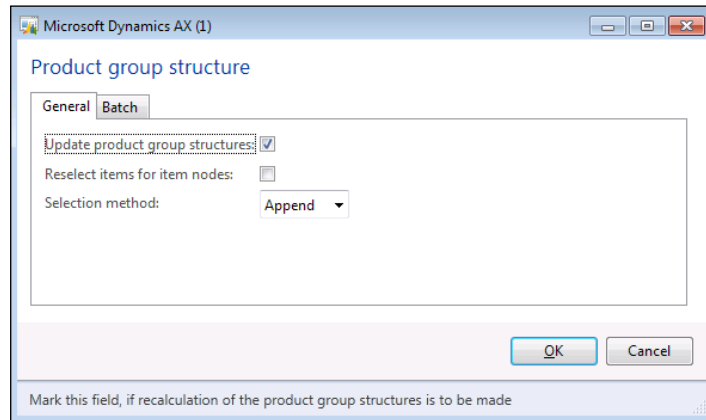 Microsoft Dynamics AX (1)
Product group structure
General Batch
Update product group structures:
Reselect items for item nodes:
Selection method: Append
OK Cancel
Mark this field, if recalculation of the product group structures is to be made